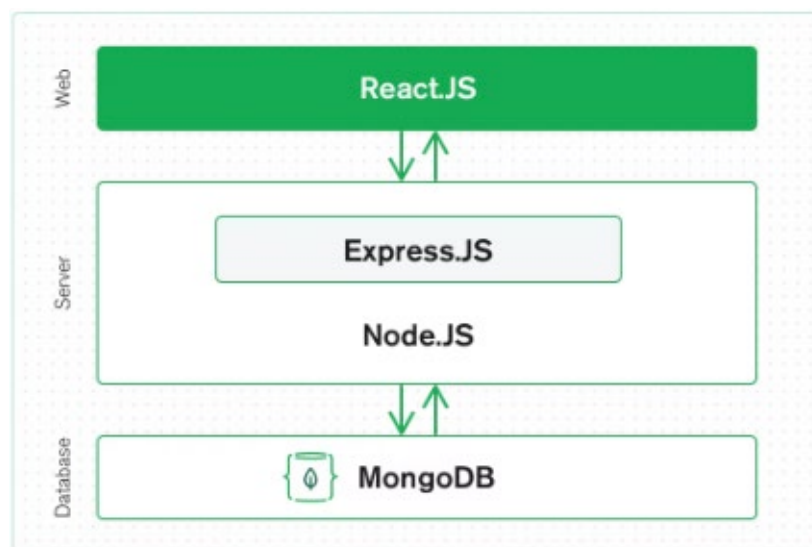 Web
React.JS
Server
Express.JS
Node.JS
Database
MongoDB